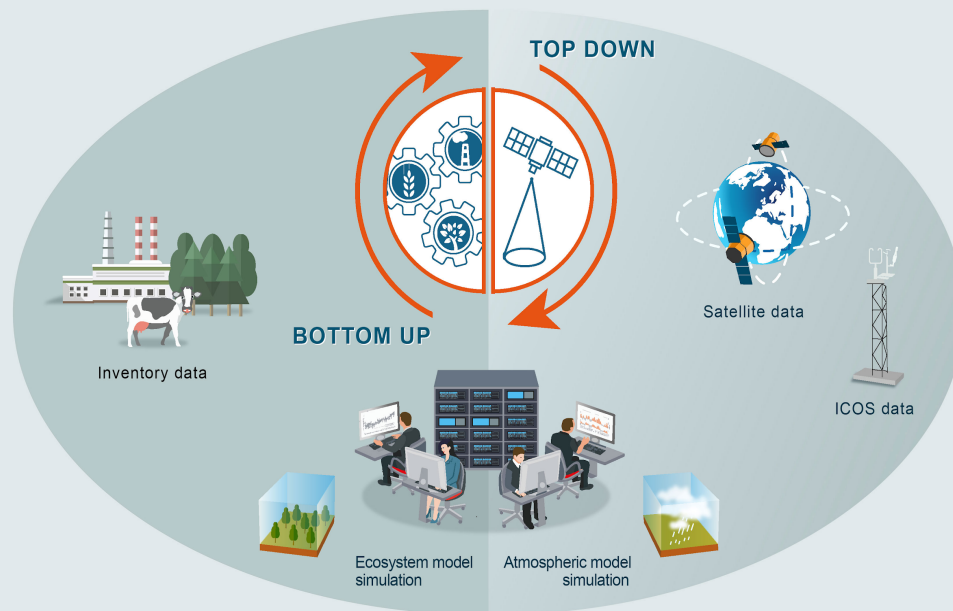 TOP DOWN
BOTTOM UP
Satellite data
Inventory data
ICOS data
Ecosystem model
simulation
Atmospheric model
simulation